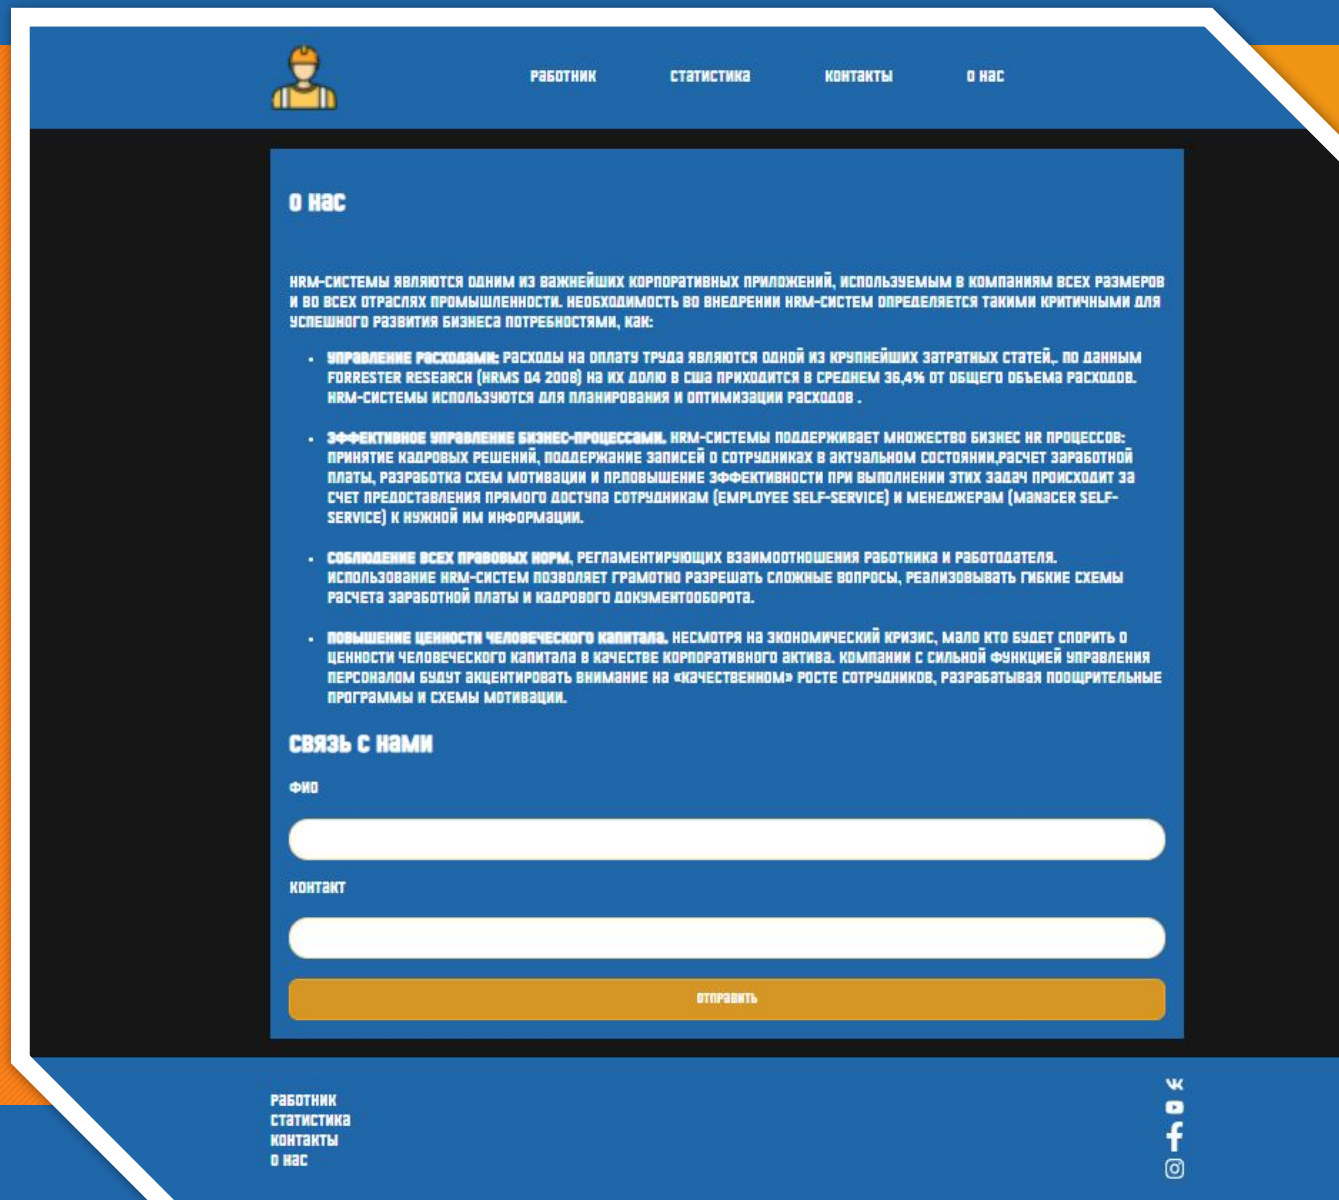 Работник
Статистика
Контакты
О нас
О нас
HRM-системы являются одним из важнейших корпоративных приложений, используемым в компаниям всех размеров
и во всех отраслях промышленности. Необходимость во внедрении HRM-систем определяется такими критичными для
успешного развития бизнеса потребностями, как:
• Управление расходами: Расходы на оплату труда являются одной из крупнейших затратных статей,. По данным
Forrester Research (HRMS Q4 2008) на их долю в США приходится в среднем 36,4% от общего объема расходов.
HRM-системы используются для планирования и оптимизации расходов .
• Эффективное управление бизнес-процессами. HRM-системы поддерживает множество бизнес HR процессов:
принятие кадровых решений, поддержание записей о сотрудниках в актуальном состоянии,расчет заработной
платы, разработка схем мотивации и пр.Повышение эффективности при выполнении этих задач происходит за
счет предоставления прямого доступа сотрудникам (Employee Self-Service) и менеджерам (Manager Self-
Service) к нужной им информации.
• Соблюдение всех правовых норм, регламентирующих взаимоотношения работника и работодателя.
Использование HRM-систем позволяет грамотно разрешать сложные вопросы, реализовывать гибкие схемы
расчета заработной платы и кадрового документооборота.
• Повышение ценности человеческого капитала. Несмотря на экономический кризис, мало кто будет спорить о
ценности человеческого капитала в качестве корпоративного актива. Компании с сильной функцией управления
персоналом будут акцентировать внимание на «качественном» росте сотрудников, разрабатывая поощрительные
программы и схемы мотивации.
Связь с нами
ФИО
Контакт
Отправить
Работник
Статистика
Контакты
О нас